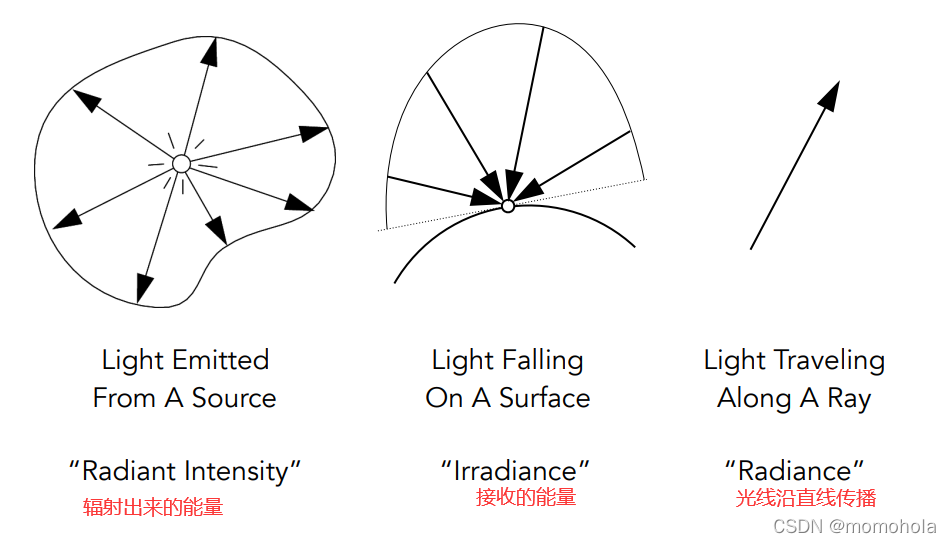 Light Emitted
From A Source
"Radiant Intensity"
辐射出来的能量
Light Falling
On A Surface
"Irradiance"
接收的能量
Light Traveling
Along A Ray
"Radiance"
光线沿直线传播
CSDN @momohola